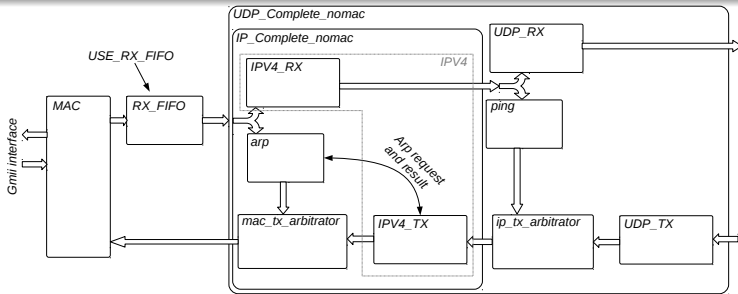 UDP_Complete_nomac
IP_Complete_nomac
UDP_RX
USE_RX_FIFO
IPV4
IPV4_RX
MAC
RX_FIFO
ping
arp
Gmii interface
Arp request
and result
mac_tx_arbitrator
IPV4_TX
ip_tx_arbitrator
UDP_TX